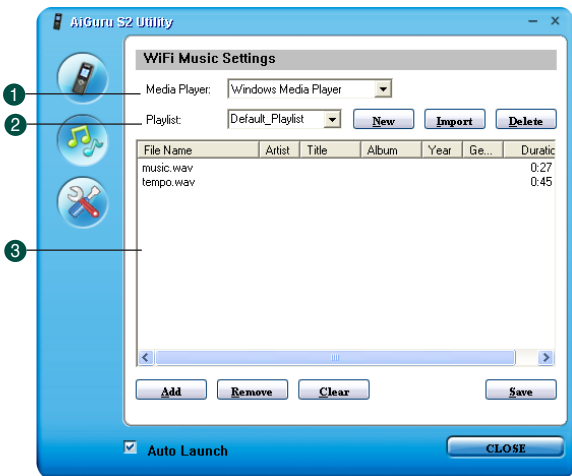 AiGuru S2 Utility
WiFi Music Settings
1 Media Player: Windows Media Player
2 Playlist: Default_Playlist New Import Delete
File Name Artist Title Album Year Ge... Duratic
music.wav 0:27
tempo.wav 0:45
3
Add Remove Clear Save
Auto Launch CLOSE